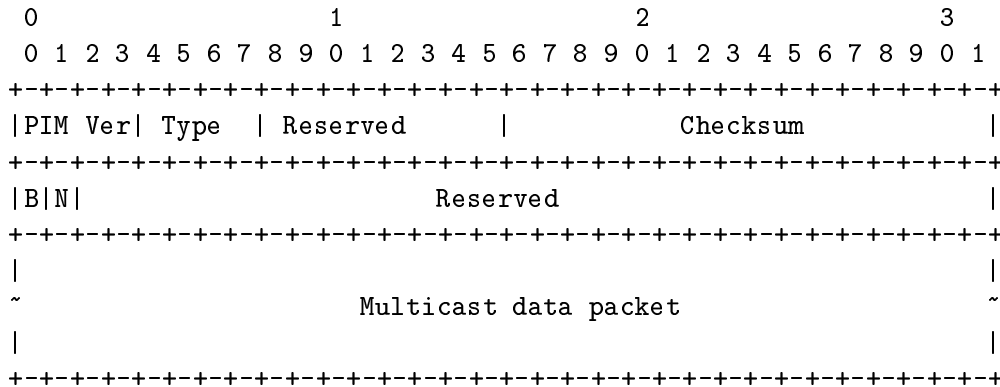 0                   1                   2                   3
 0 1 2 3 4 5 6 7 8 9 0 1 2 3 4 5 6 7 8 9 0 1 2 3 4 5 6 7 8 9 0 1
+-+-+-+-+-+-+-+-+-+-+-+-+-+-+-+-+-+-+-+-+-+-+-+-+-+-+-+-+-+-+-+-+
|PIM Ver| Type  | Reserved      |           Checksum            |
+-+-+-+-+-+-+-+-+-+-+-+-+-+-+-+-+-+-+-+-+-+-+-+-+-+-+-+-+-+-+-+-+
|B|N|                       Reserved                            |
+-+-+-+-+-+-+-+-+-+-+-+-+-+-+-+-+-+-+-+-+-+-+-+-+-+-+-+-+-+-+-+-+
|                                                               |
~                      Multicast data packet                    ~
|                                                               |
+-+-+-+-+-+-+-+-+-+-+-+-+-+-+-+-+-+-+-+-+-+-+-+-+-+-+-+-+-+-+-+-+